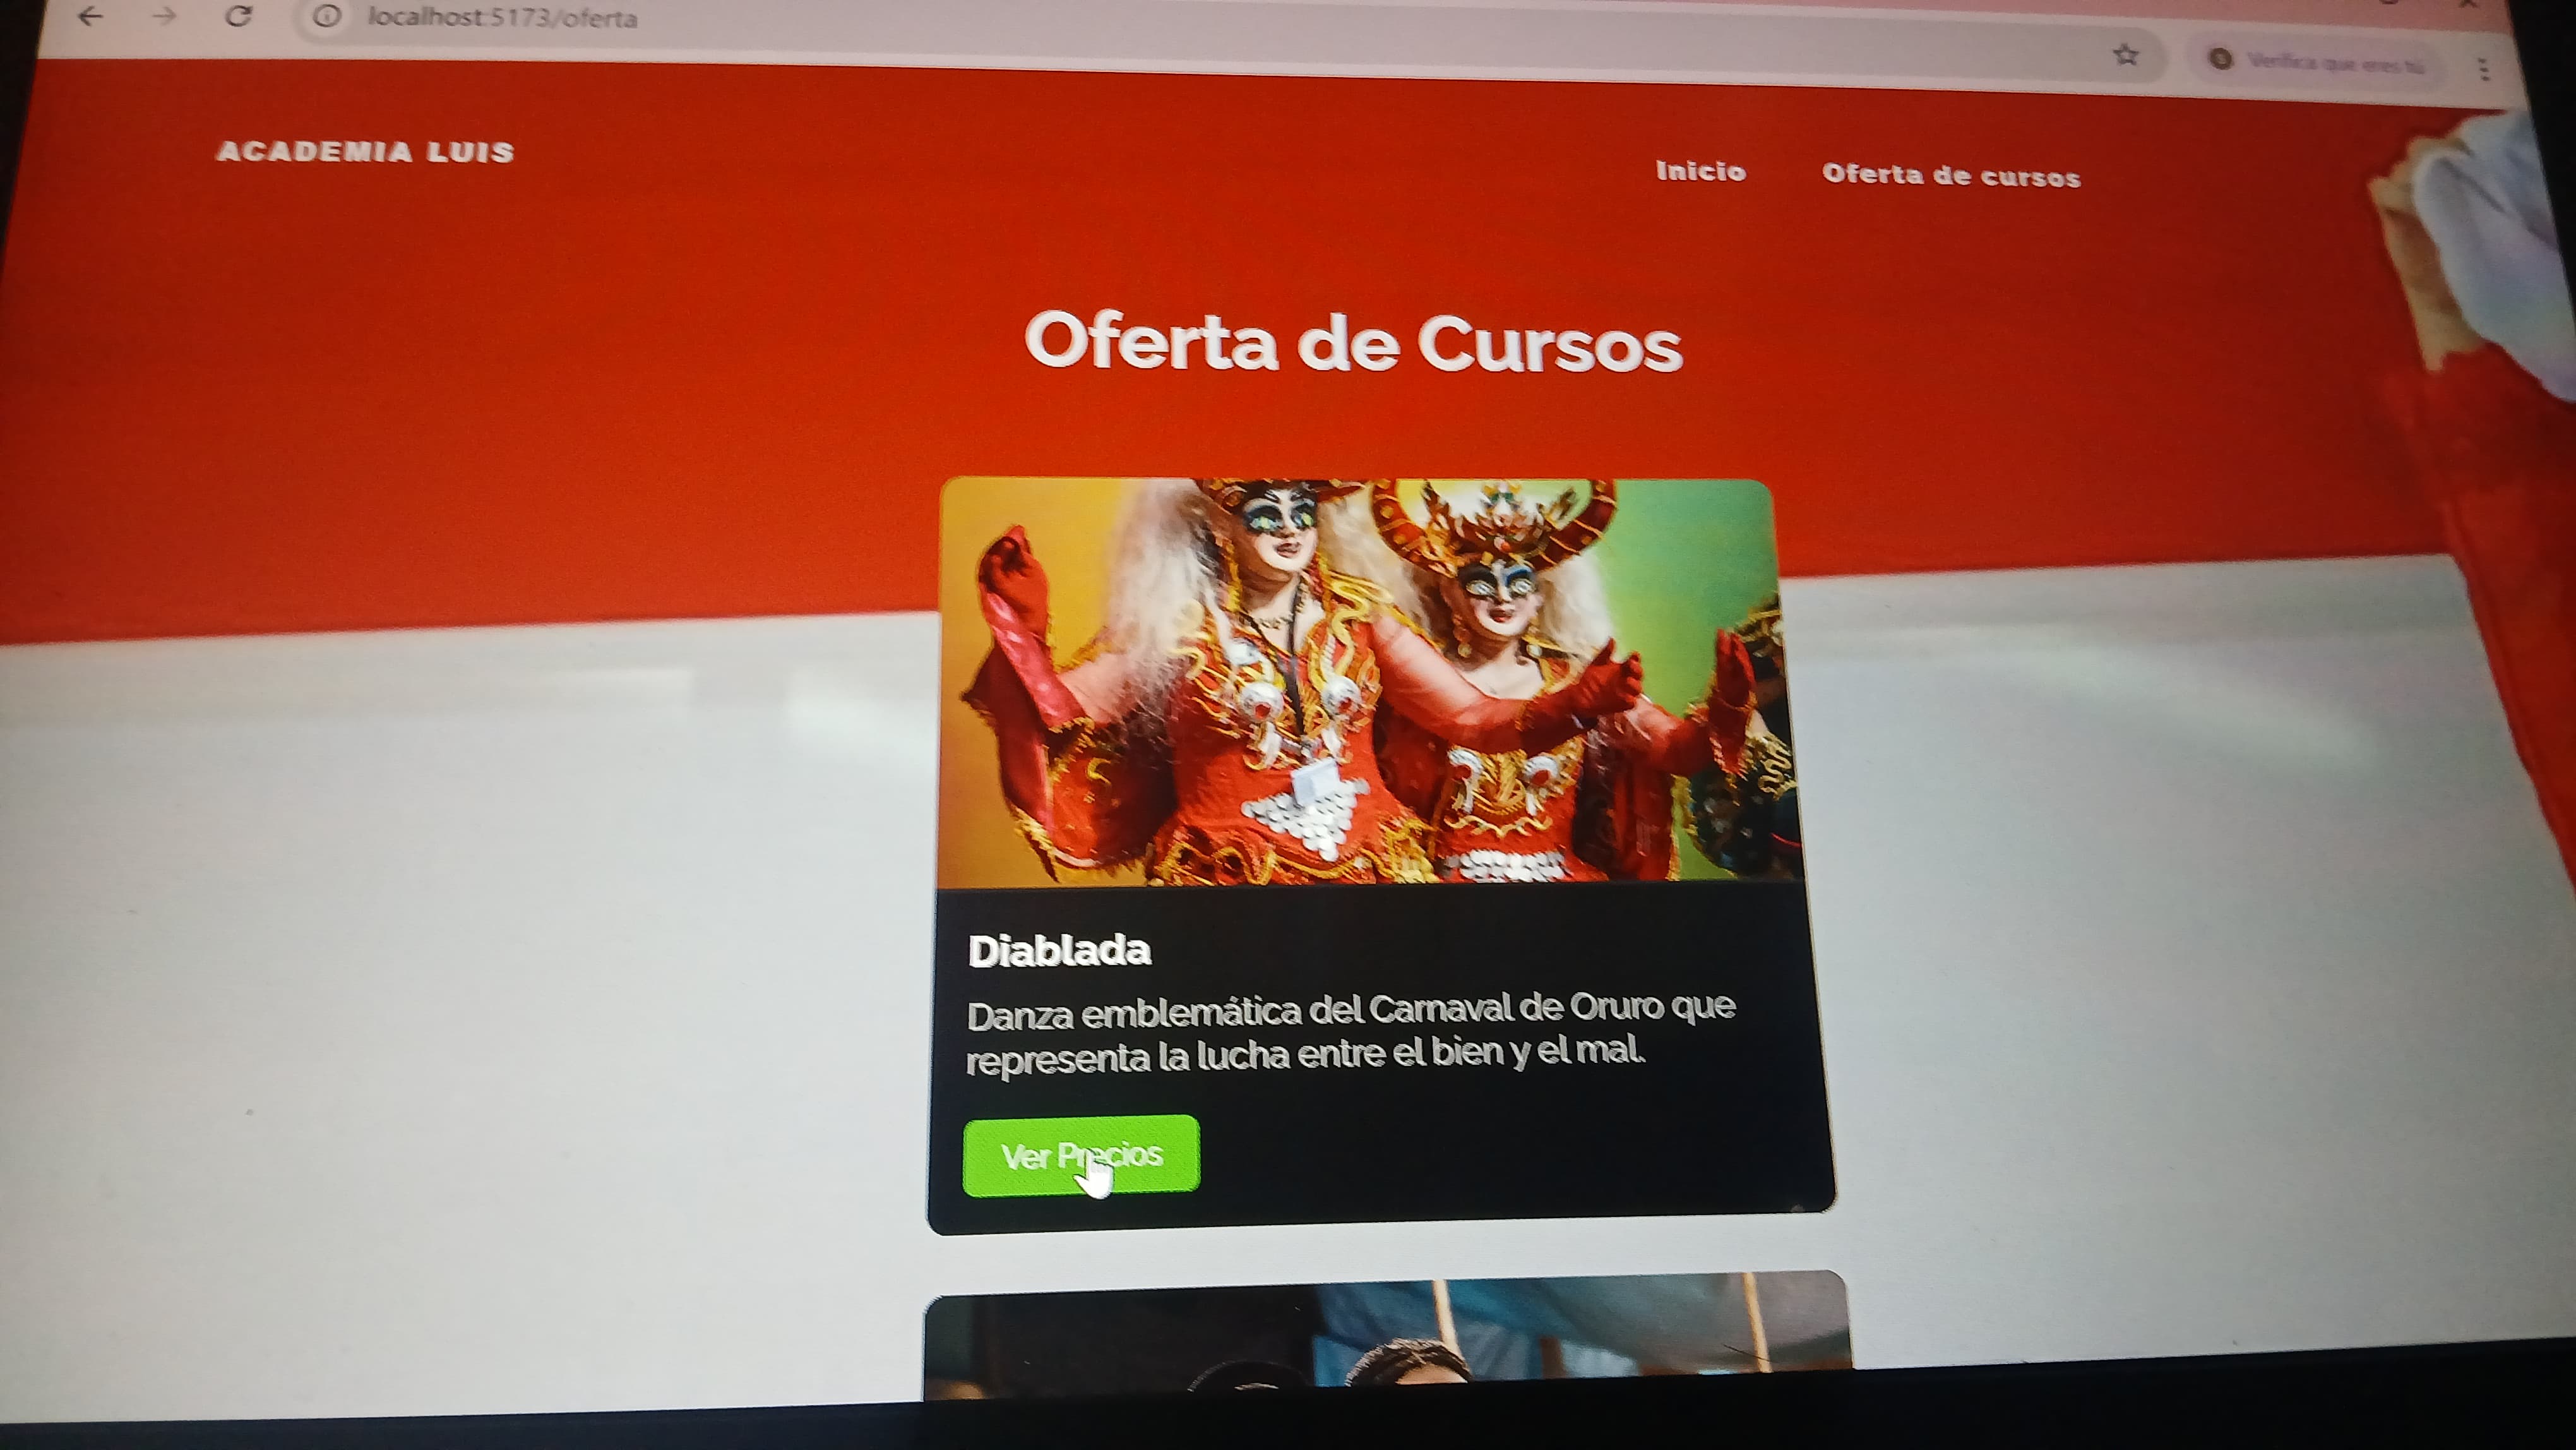 localhost:5173/oferta
Verifica que eres tú
ACADEMIA LUIS
Inicio
Oferta de cursos
Oferta de Cursos
Diablada
Danza emblemática del Carnaval de Oruro que
representa la lucha entre el bien y el mal.
Ver Precios